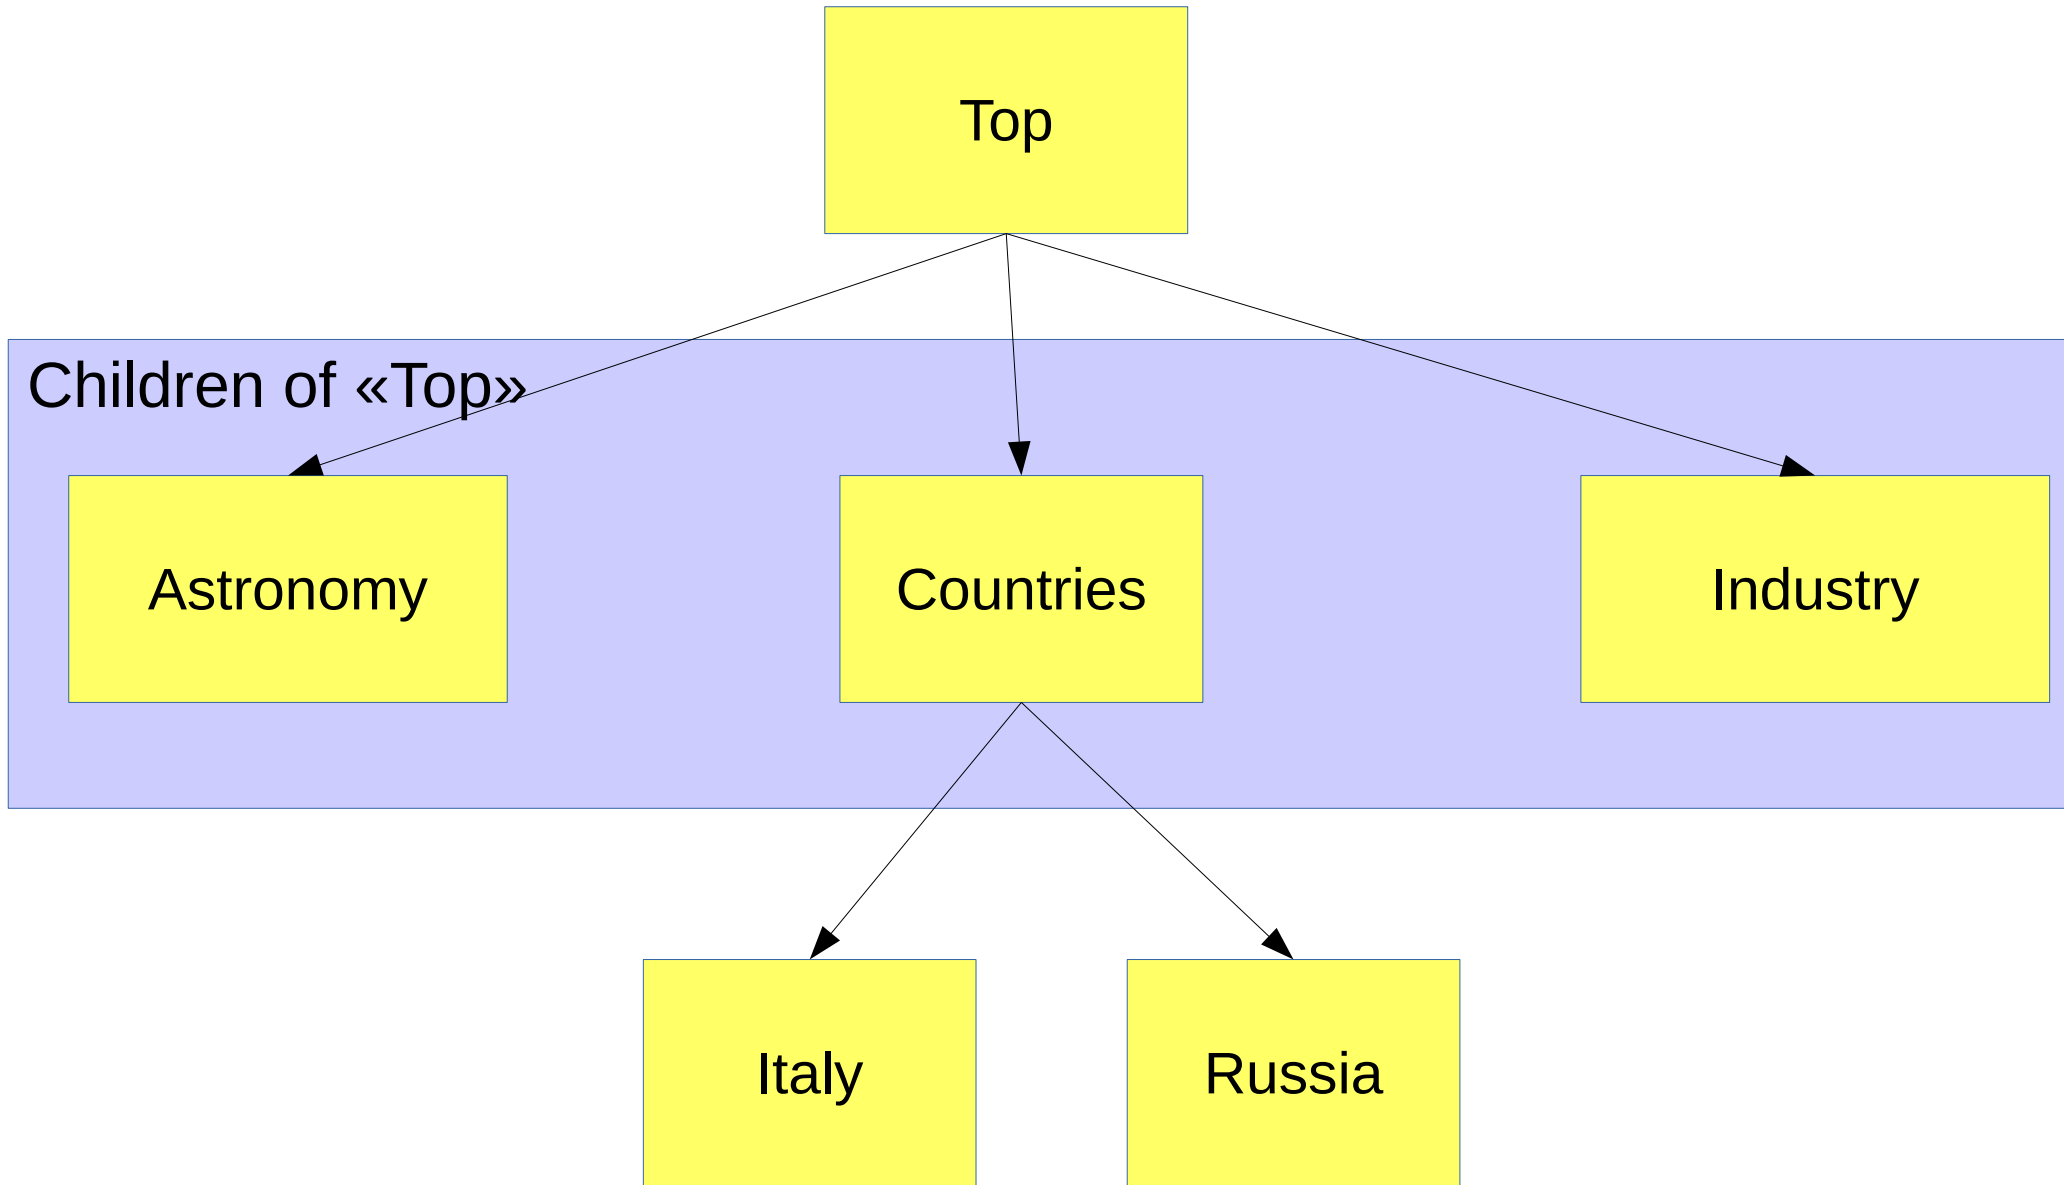 Top
Children of «Top»
Astronomy
Countries
Industry
Italy
Russia